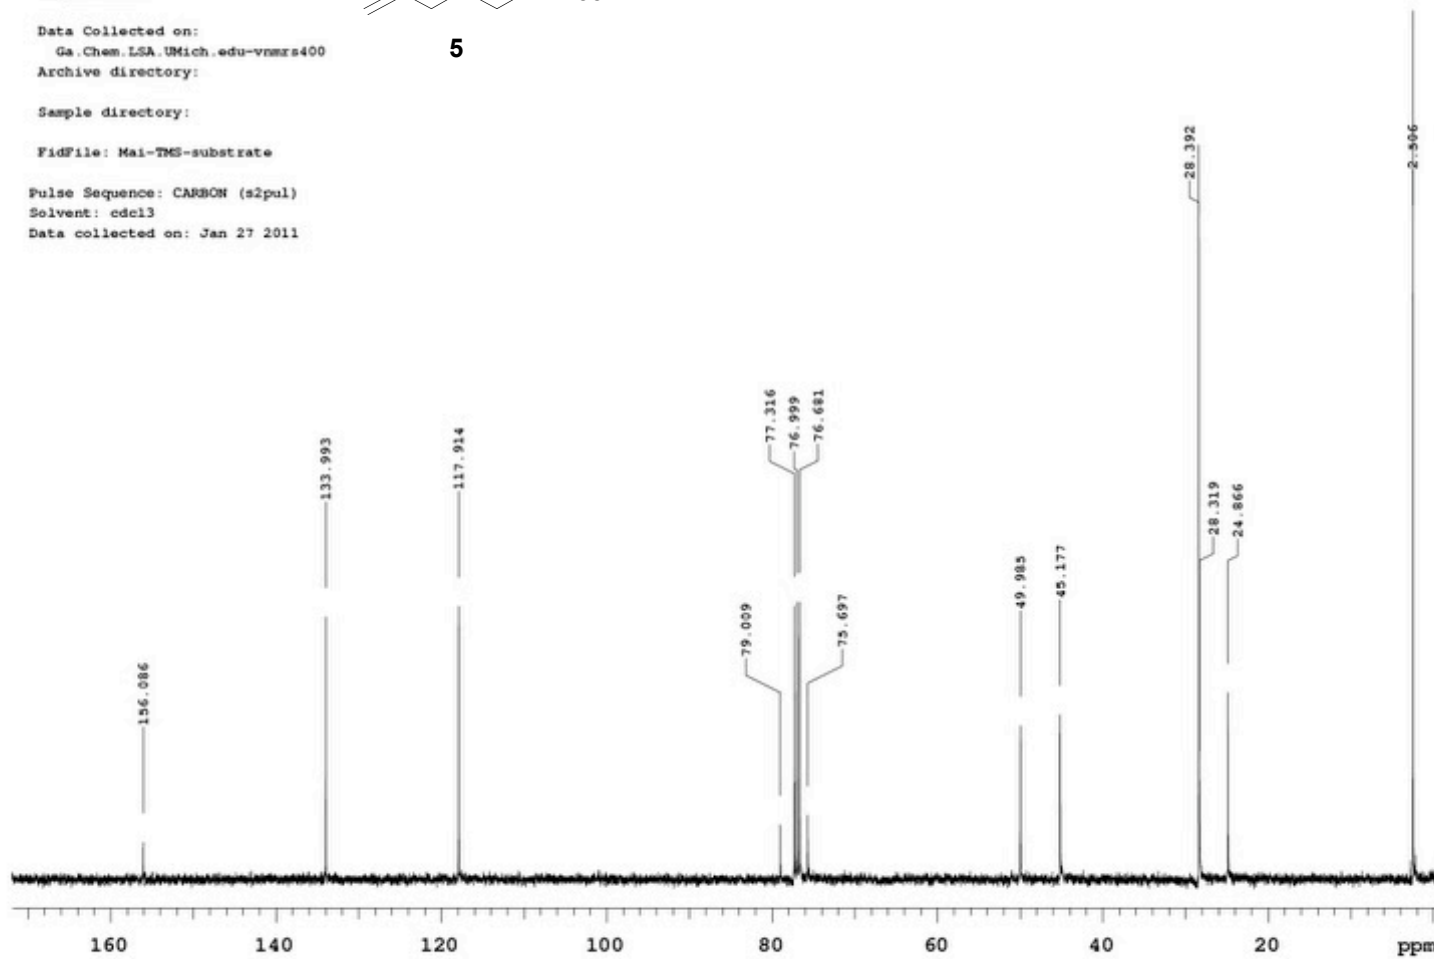 Data Collected on:
Ga.Chem.LSA.UMich.edu-vnmrs400
Archive directory:
5
Sample directory:
FidFile: Mai-TMS-substrate
Pulse Sequence: CARBON (s2pul)
Solvent: cdcl3
Data collected on: Jan 27 2011
156.086
133.993
117.914
79.009
77.316
76.999
76.681
75.697
49.985
45.177
28.392
28.319
24.866
2.506
160 140 120 100 80 60 40 20 ppm